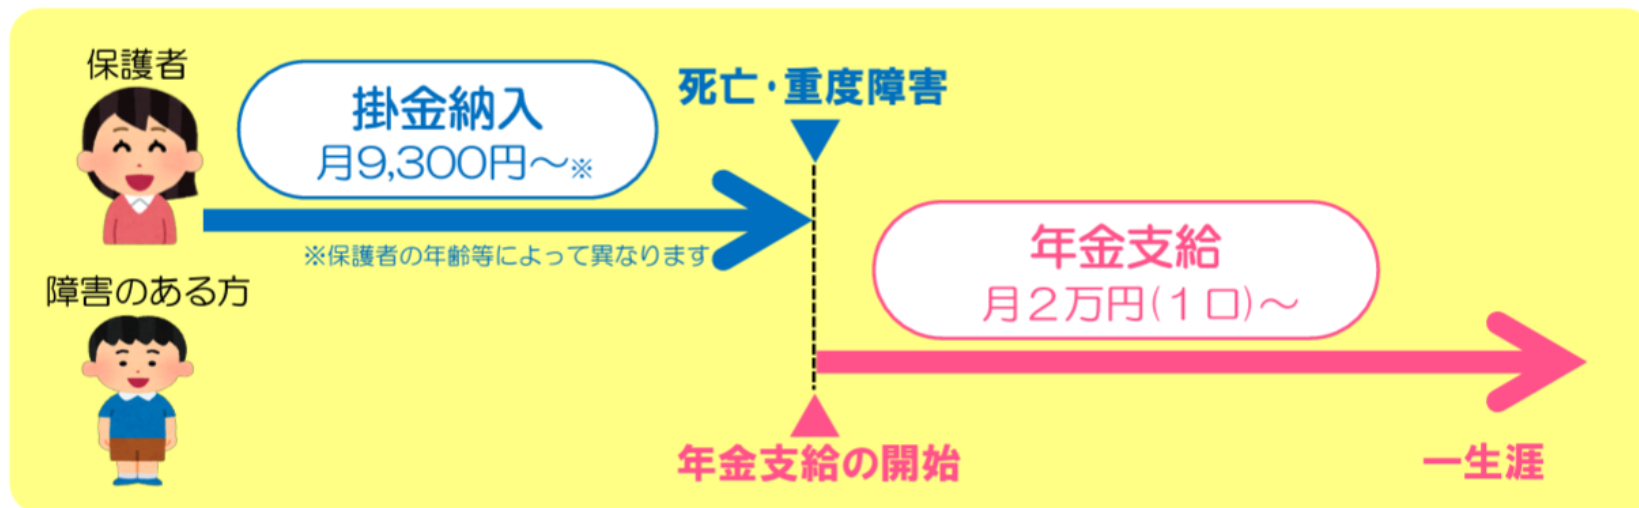 保護者
掛金納入
月9,300円～※
死亡・重度障害
※保護者の年齢等によって異なります
障害のある方
年金支給
月２万円(１口)～
年金支給の開始
一生涯